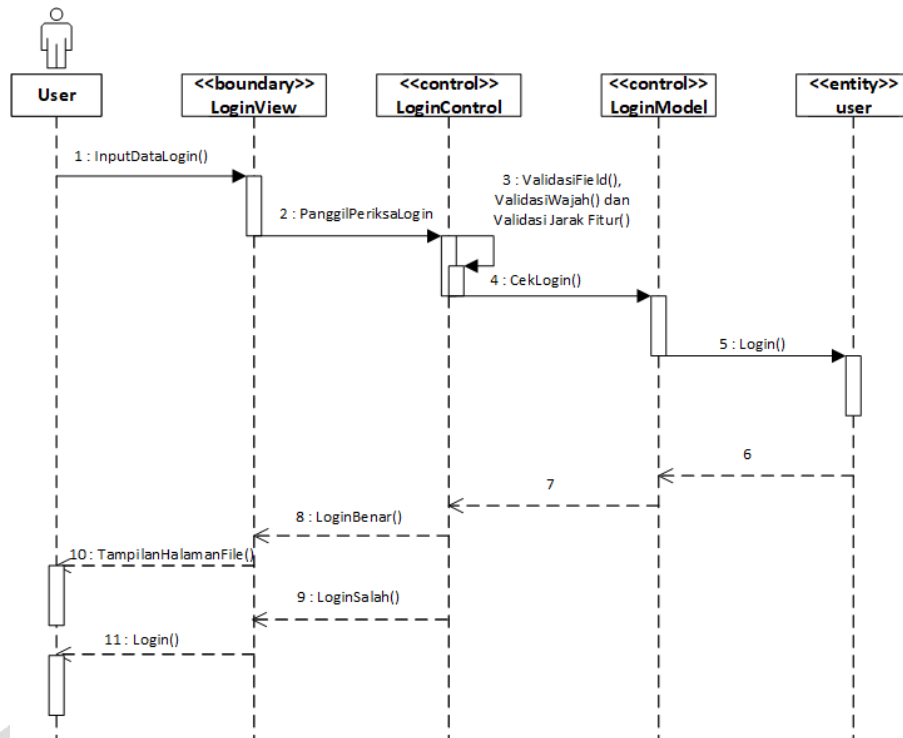 User
<<boundary>>
LoginView
<<control>>
LoginControl
<<control>>
LoginModel
<<entity>>
user
1 : InputDataLogin()
2 : PanggilPeriksaLogin
3 : ValidasiField(),
ValidasiWajah() dan
Validasi Jarak Fitur()
4 : CekLogin()
5 : Login()
6
7
8 : LoginBenar()
10 : TampilanHalamanFile()
9 : LoginSalah()
11 : Login()